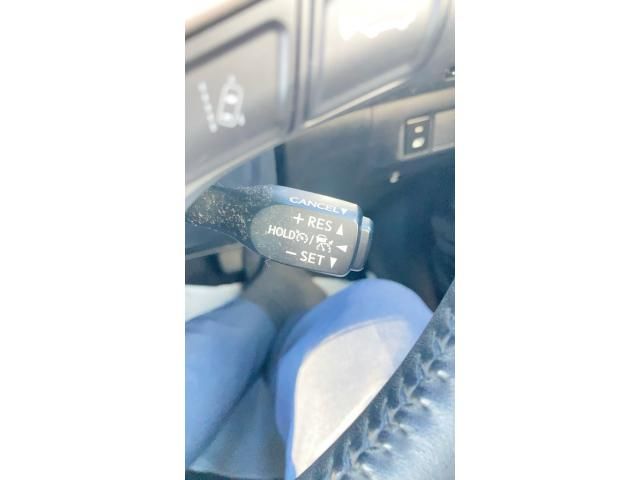 CANCEL▼
+ RES ▲
HOLD / ◀
– SET ▼